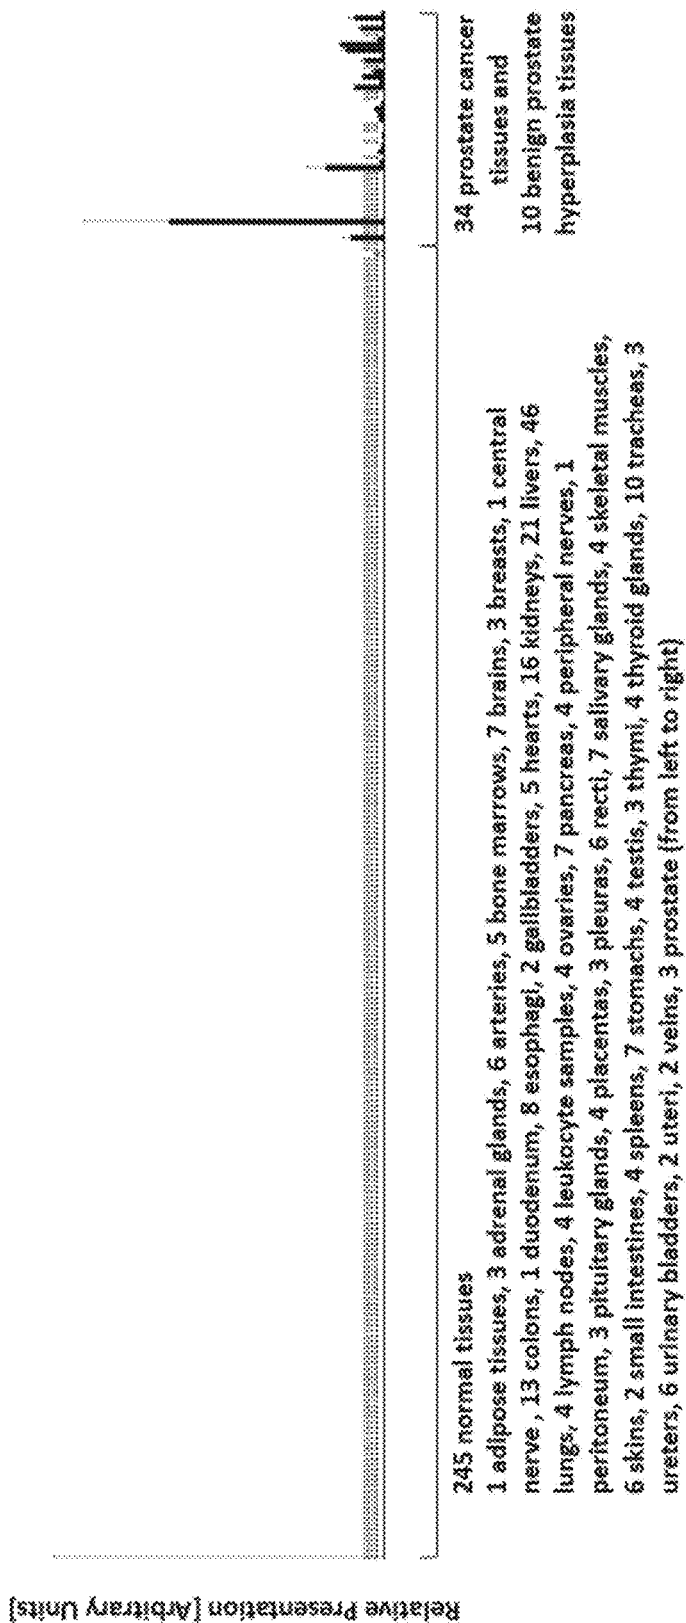 Relative Presentation [Arbitrary Units]
245 normal tissues
1 adipose tissues, 3 adrenal glands, 6 arteries, 5 bone marrows, 7 brains, 3 breasts, 1 central
nerve , 13 colons, 1 duodenum, 8 esophagi, 2 gallbladders, 5 hearts, 16 kidneys, 21 livers, 46
lungs, 4 lymph nodes, 4 leukocyte samples, 4 ovaries, 7 pancreas, 4 peripheral nerves, 1
peritoneum, 3 pituitary glands, 4 placentas, 3 pleuras, 6 recti, 7 salivary glands, 4 skeletal muscles,
6 skins, 2 small intestines, 4 spleens, 7 stomachs, 4 testis, 3 thymi, 4 thyroid glands, 10 tracheas, 3
ureters, 6 urinary bladders, 2 uteri, 2 veins, 3 prostate (from left to right)
34 prostate cancer
tissues and
10 benign prostate
hyperplasia tissues